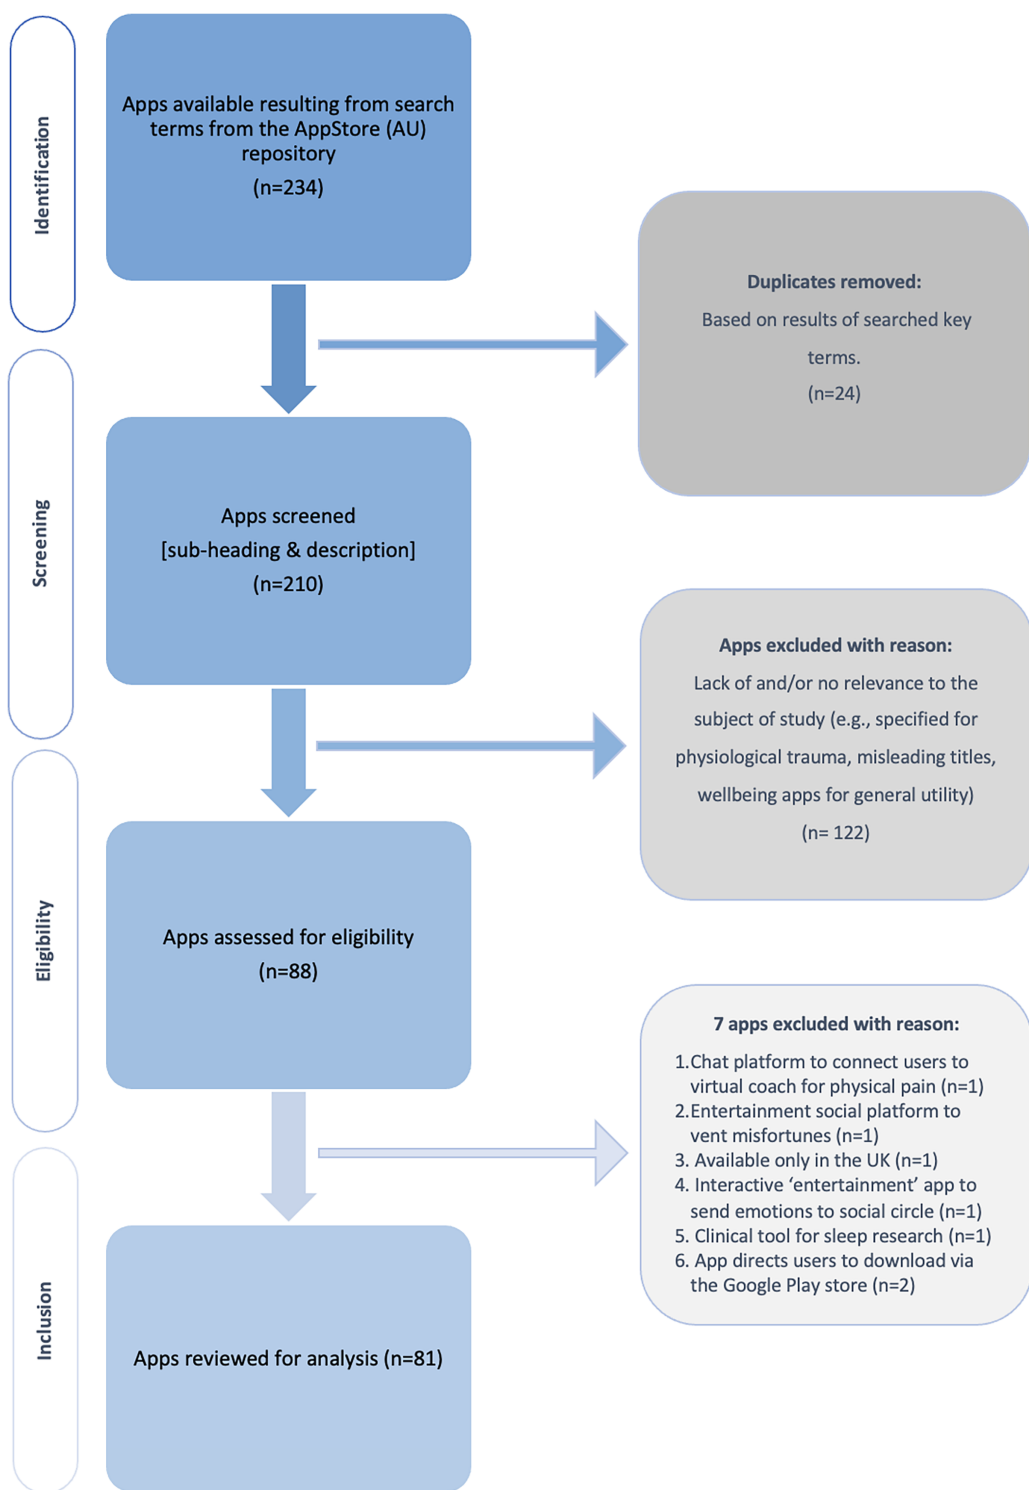 Identification
Apps available resulting from search
terms from the AppStore (AU)
repository
(n=234)
Duplicates removed:
Based on results of searched key
terms.
(n=24)
Screening
Apps screened
[sub-heading & description]
(n=210)
Apps excluded with reason:
Lack of and/or no relevance to the
subject of study (e.g., specified for
physiological trauma, misleading titles,
wellbeing apps for general utility)
(n= 122)
Eligibility
Apps assessed for eligibility
(n=88)
7 apps excluded with reason:
1.Chat platform to connect users to
virtual coach for physical pain (n=1)
2.Entertainment social platform to
vent misfortunes (n=1)
3. Available only in the UK (n=1)
4. Interactive ‘entertainment’ app to
send emotions to social circle (n=1)
5. Clinical tool for sleep research (n=1)
6. App directs users to download via
the Google Play store (n=2)
Inclusion
Apps reviewed for analysis (n=81)